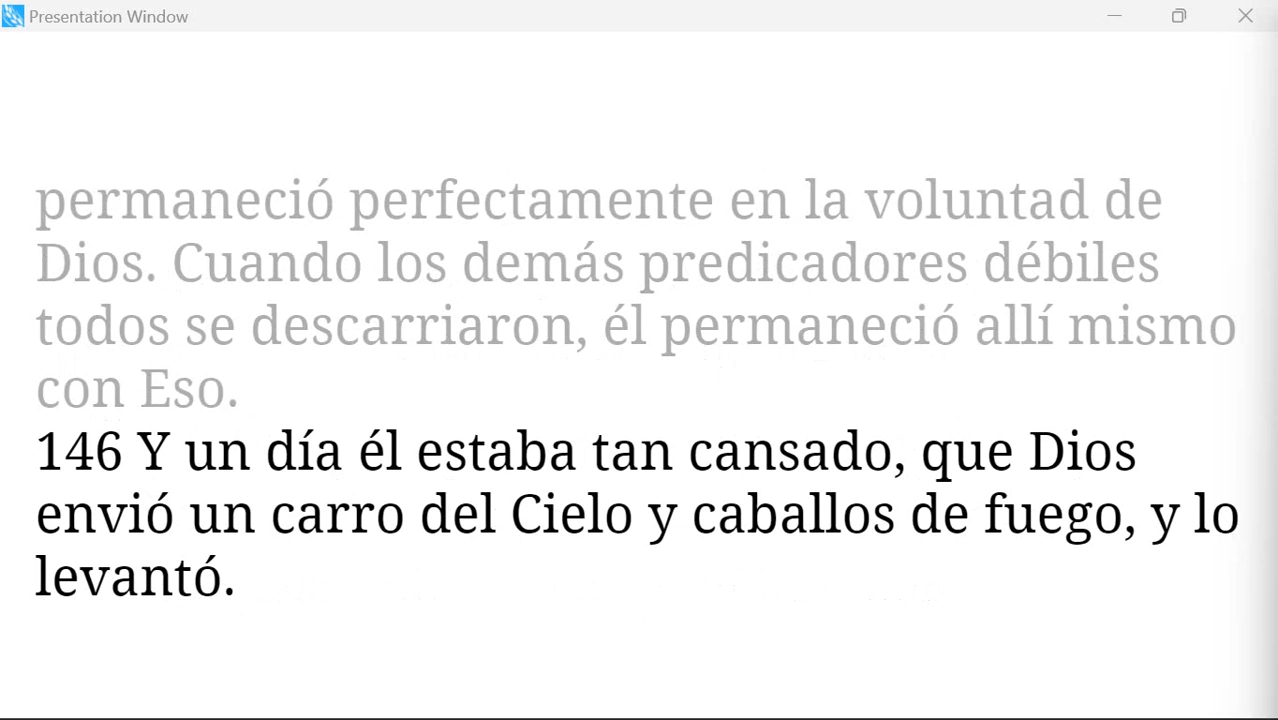 Presentation Window
permaneció perfectamente en la voluntad de
Dios. Cuando los demás predicadores débiles
todos se descarriaron, él permaneció allí mismo
con Eso.
146 Y un día él estaba tan cansado, que Dios
envió un carro del Cielo y caballos de fuego, y lo
levantó.